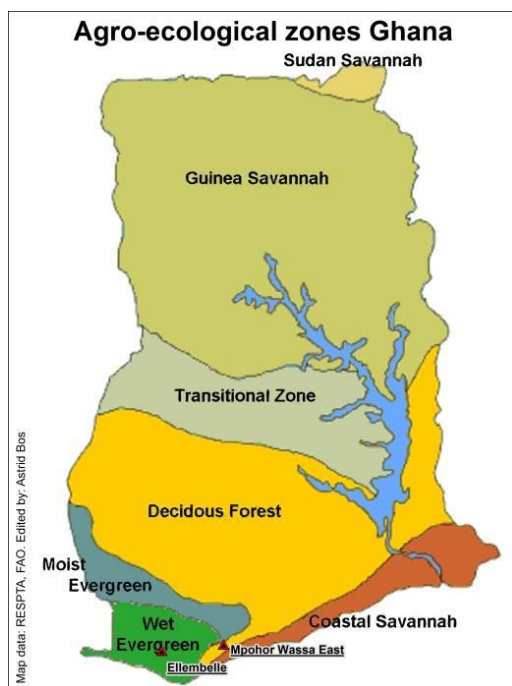 Agro-ecological zones Ghana
Sudan Savannah
Guinea Savannah
Transitional Zone
Decidous Forest
Moist
Evergreen
Wet
Evergreen
Coastal Savannah
Mpohor Wassa East
Ellembelle
Map data: RESPTA, FAO. Edited by: Astrid Bos